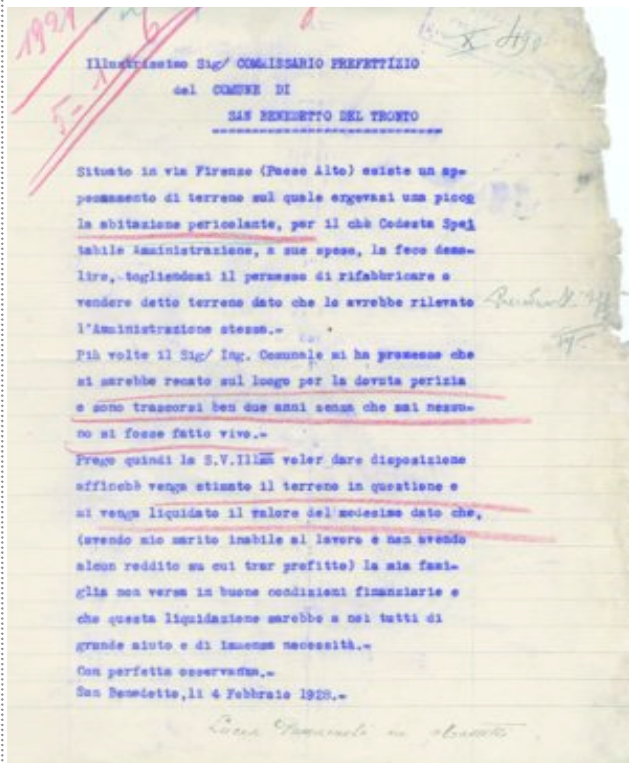 1921
Illustrissimo Sig/ COMMISSARIO PREFETTIZIO
del COMUNE DI
SAN BENEDETTO DEL TRONTO
Situato in via Firenze (Paese Alto) esiste un ap-
pezzamento di terreno sul quale ergevasi una picco
la abitazione pericolante, per il chè Codesta Spet
tabile Amministrazione, a sue spese, la fece demo-
lire, togliendomi il permesso di rifabbricare o
vendere detto terreno dato che lo avrebbe rilevato
l'Amministrazione stessa.=
Più volte il Sig/ Ing. Comunale mi ha promesso che
si sarebbe recato sul luogo per la dovuta perizia
e sono trascorsi ben due anni senza che mai nessu-
no si fosse fatto vivo.=
Prego quindi la S.V.Ill voler dare disposizione
affinchè venga stimato il terreno in questione e
mi venga liquidato il valore del medesimo dato che,
(avendo mio marito inabile al lavoro e non avendo
alcun reddito su cui trar profitto) la mia fami-
glia non versa in buone condizioni finanziarie e
che questa liquidazione sarebbe a noi tutti di
grande aiuto e di immensa necessità.=
Con perfetta osservanza.=
San Benedetto,li 4 Febbraio 1928.=